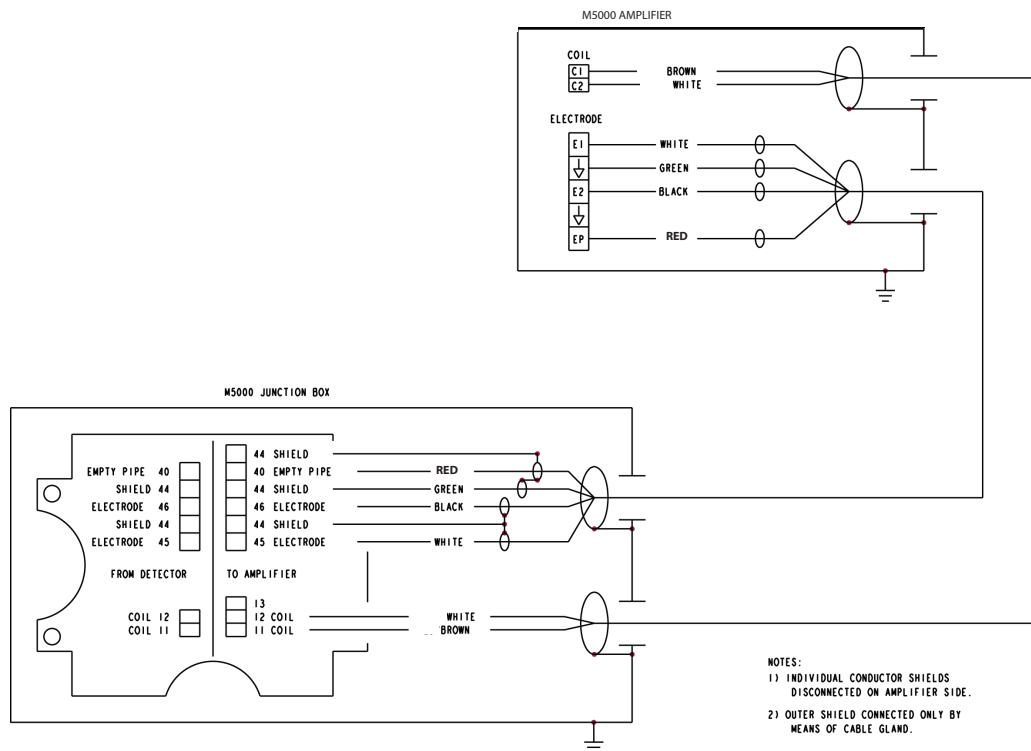 M5000 AMPLIFIER
COIL
C1 BROWN
C2 WHITE
ELECTRODE
E1 WHITE
GREEN
E2 BLACK
EP RED
M5000 JUNCTION BOX
44 SHIELD
EMPTY PIPE 40 40 EMPTY PIPE RED
SHIELD 44 44 SHIELD GREEN
ELECTRODE 46 46 ELECTRODE BLACK
SHIELD 44 44 SHIELD
ELECTRODE 45 45 ELECTRODE WHITE
FROM DETECTOR TO AMPLIFIER
13
COIL 12 12 COIL WHITE
COIL 11 11 COIL BROWN
NOTES:
1) INDIVIDUAL CONDUCTOR SHIELDS
DISCONNECTED ON AMPLIFIER SIDE.
2) OUTER SHIELD CONNECTED ONLY BY
MEANS OF CABLE GLAND.